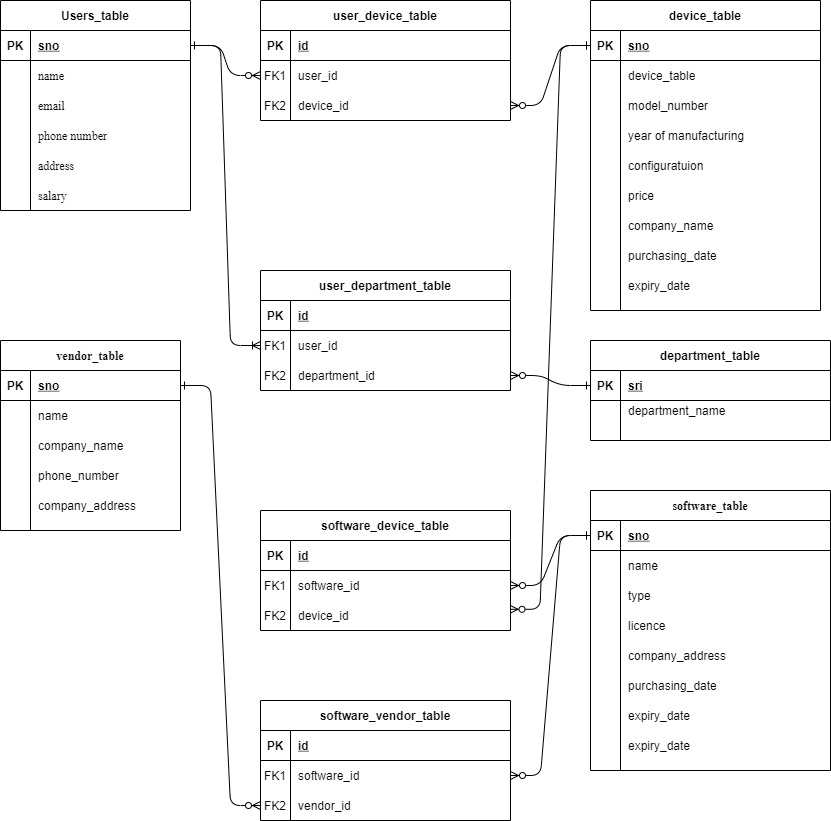 Users_table
PK sno
name
email
phone number
address
salary
user_device_table
PK id
FK1 user_id
FK2 device_id
device_table
PK sno
device_table
model_number
year of manufacturing
configuratuion
price
company_name
purchasing_date
expiry_date
user_department_table
PK id
FK1 user_id
FK2 department_id
vendor_table
PK sno
name
company_name
phone_number
company_address
department_table
PK sri
department_name
software_device_table
PK id
FK1 software_id
FK2 device_id
software_table
PK sno
name
type
licence
company_address
purchasing_date
expiry_date
expiry_date
software_vendor_table
PK id
FK1 software_id
FK2 vendor_id